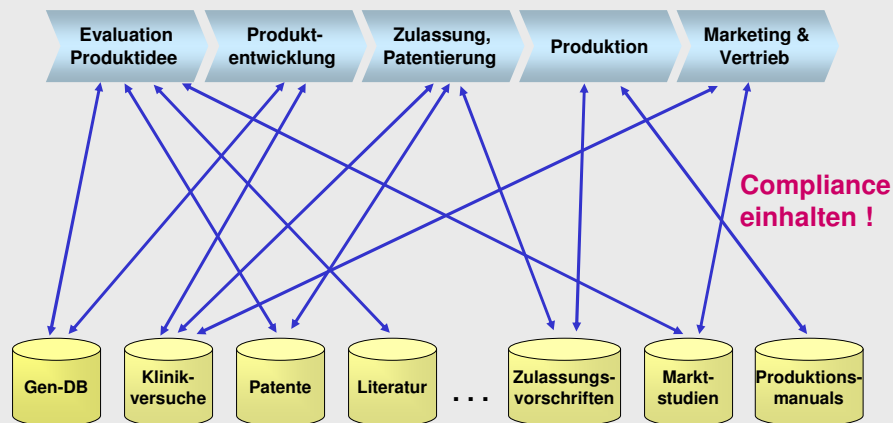 Evaluation
Produktidee
Produkt-
entwicklung
Zulassung,
Patentierung
Produktion
Marketing &
Vertrieb
Compliance
einhalten !
Gen-DB
Klinik-
versuche
Patente
Literatur
. . .
Zulassungs-
vorschriften
Markt-
studien
Produktions-
manuals